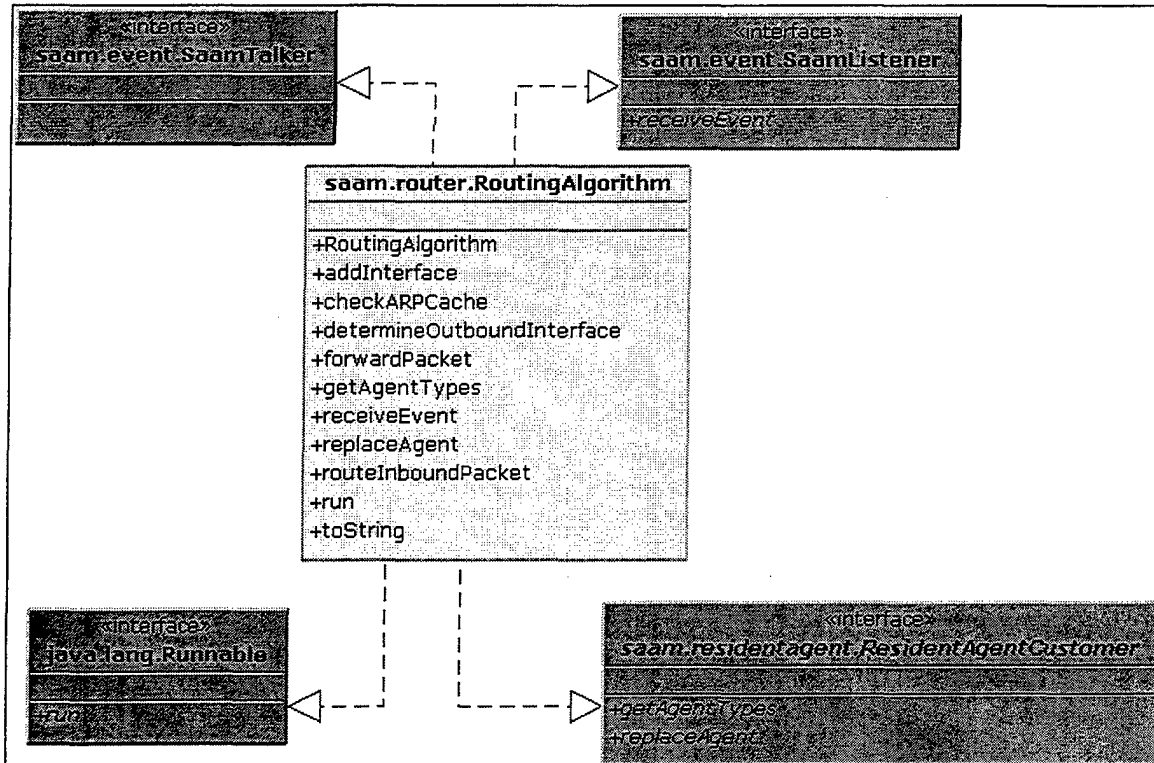 «interface»
saam.event.SaamTalker
«interface»
saam.event.SaamListener
+receiveEvent
saam.router.RoutingAlgorithm
+RoutingAlgorithm
+addInterface
+checkARPCache
+determineOutboundInterface
+forwardPacket
+getAgentTypes
+receiveEvent
+replaceAgent
+routeInboundPacket
+run
+toString
«interface»
java.lang.Runnable
+run
«interface»
saam.residentagent.ResidentAgentCustomer
+getAgentTypes
+replaceAgent